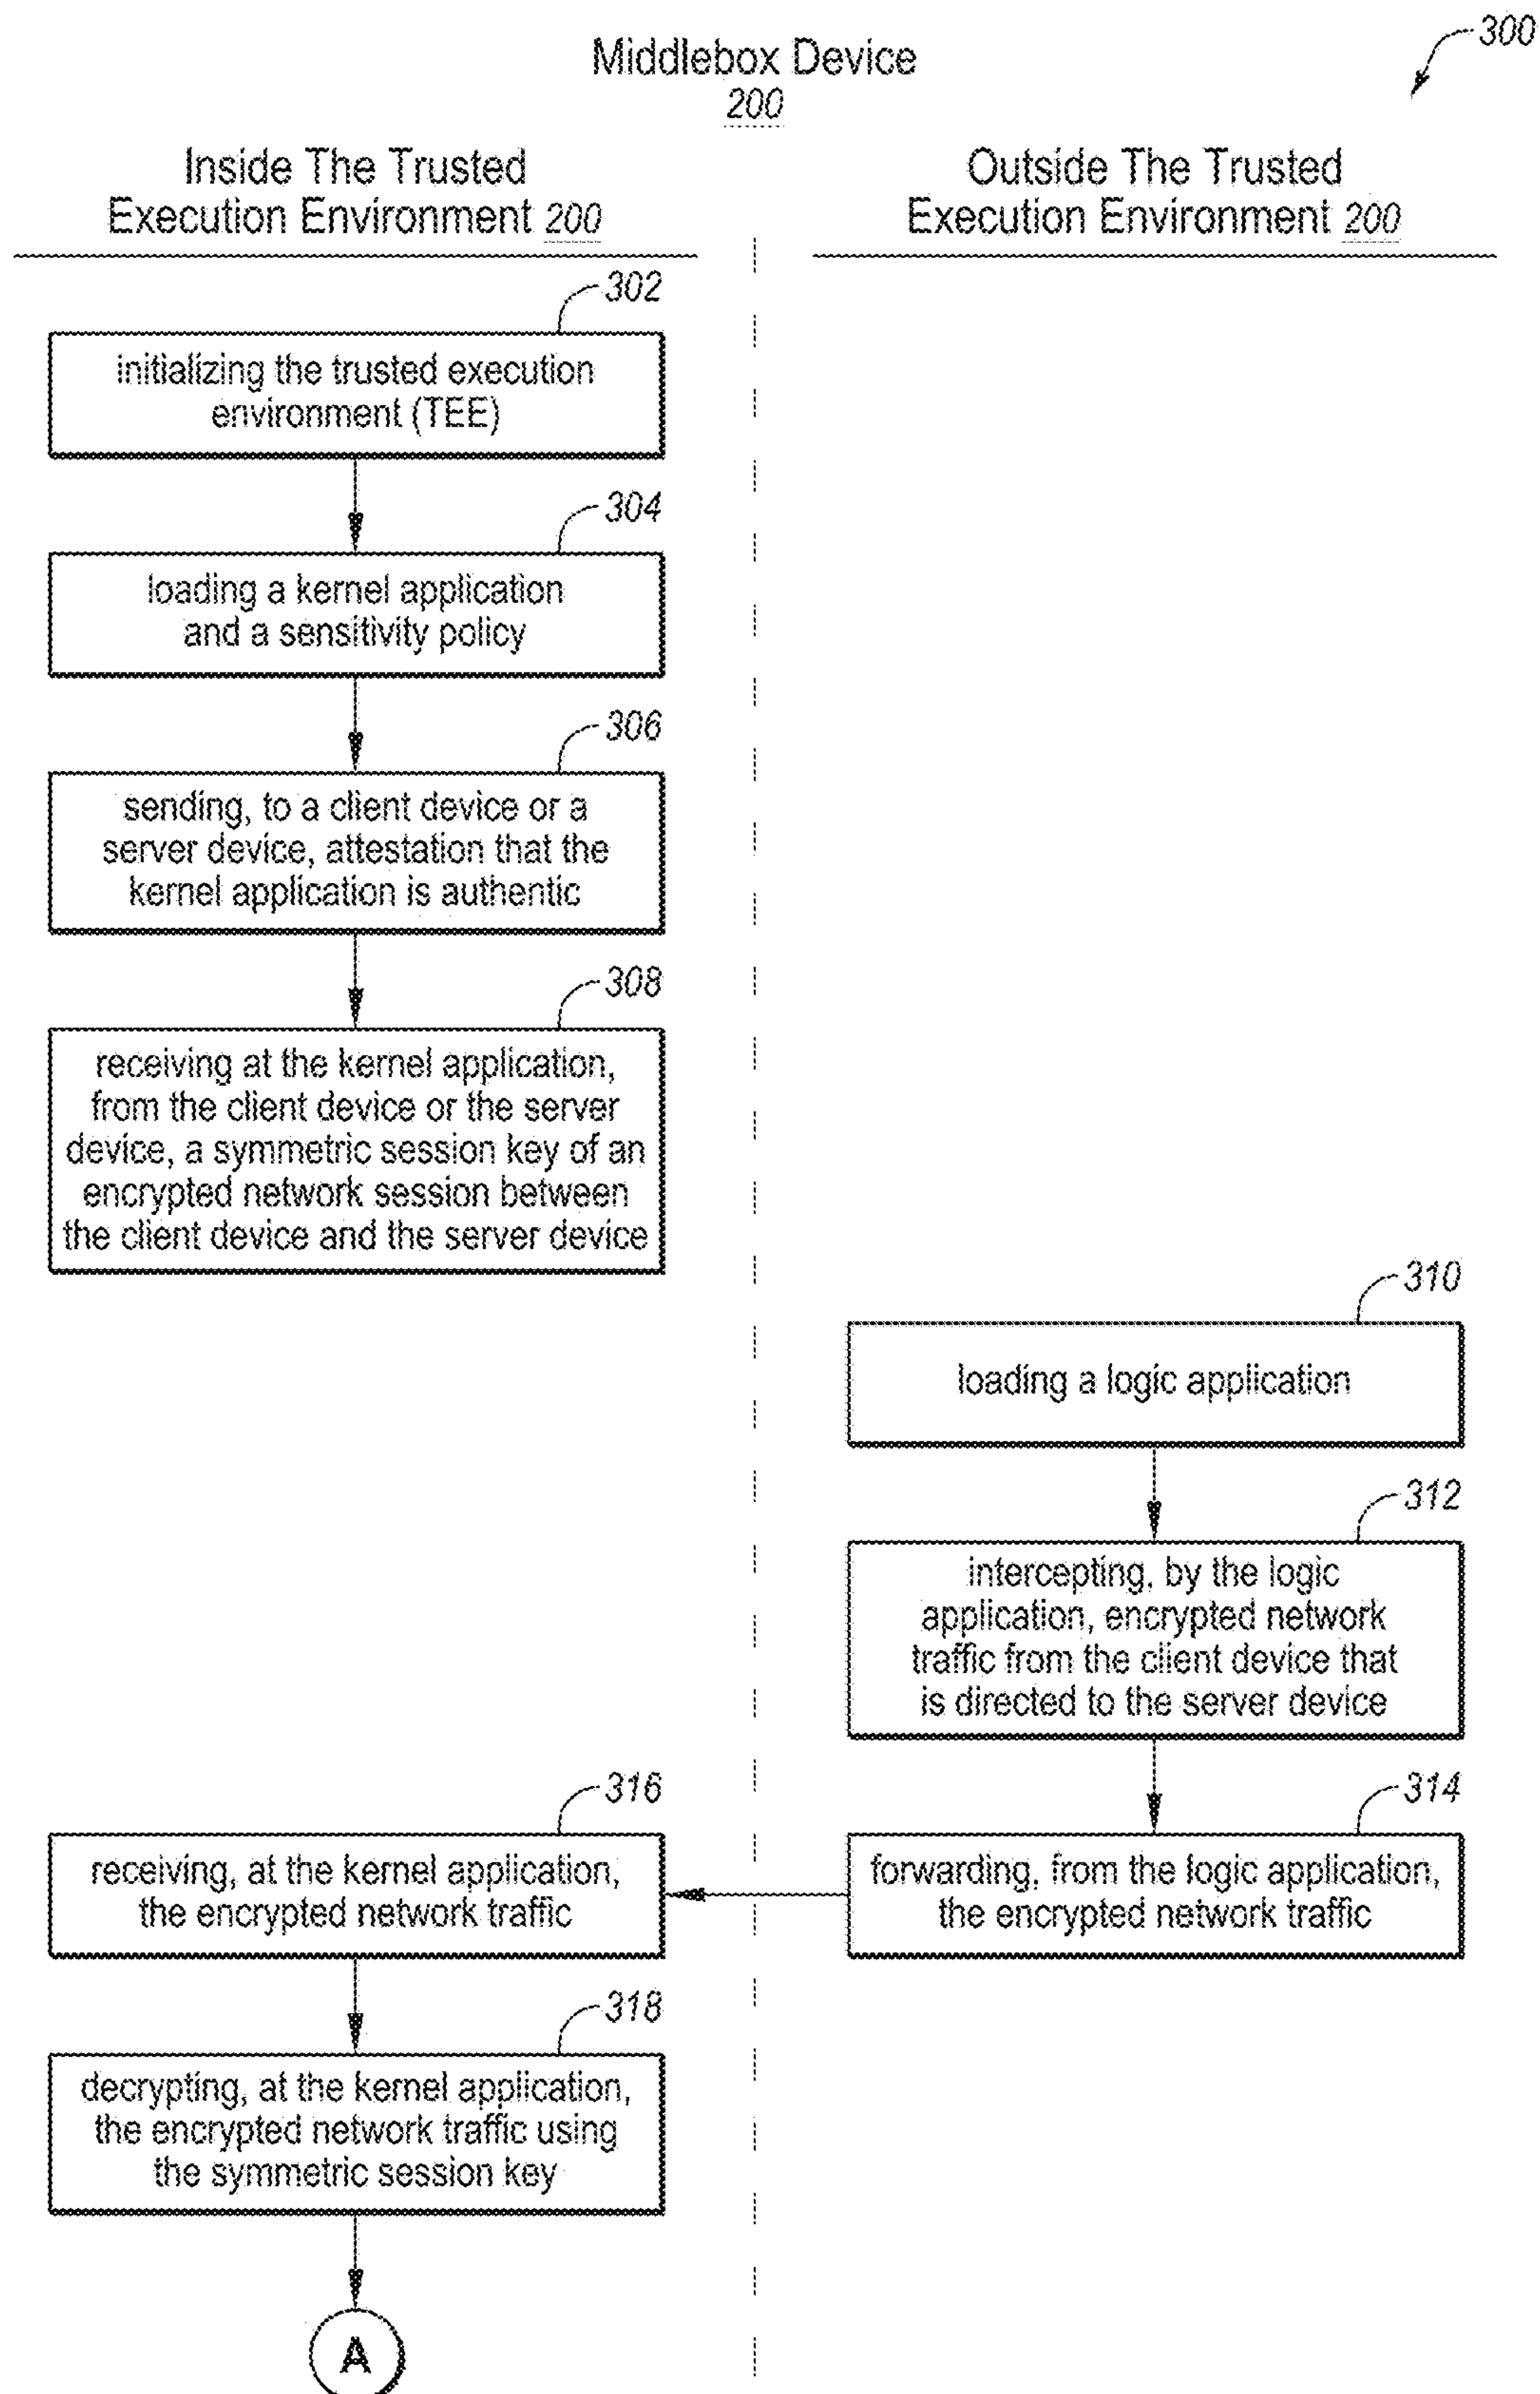 300
Middlebox Device
200
Inside The Trusted
Execution Environment 200
Outside The Trusted
Execution Environment 200
302
initializing the trusted execution
environment (TEE)
304
loading a kernel application
and a sensitivity policy
306
sending, to a client device or a
server device, attestation that the
kernel application is authentic
308
receiving at the kernel application,
from the client device or the server
device, a symmetric session key of an
encrypted network session between
the client device and the server device
310
loading a logic application
312
intercepting, by the logic
application, encrypted network
traffic from the client device that
is directed to the server device
314
forwarding, from the logic application,
the encrypted network traffic
316
receiving, at the kernel application,
the encrypted network traffic
318
decrypting, at the kernel application,
the encrypted network traffic using
the symmetric session key
A